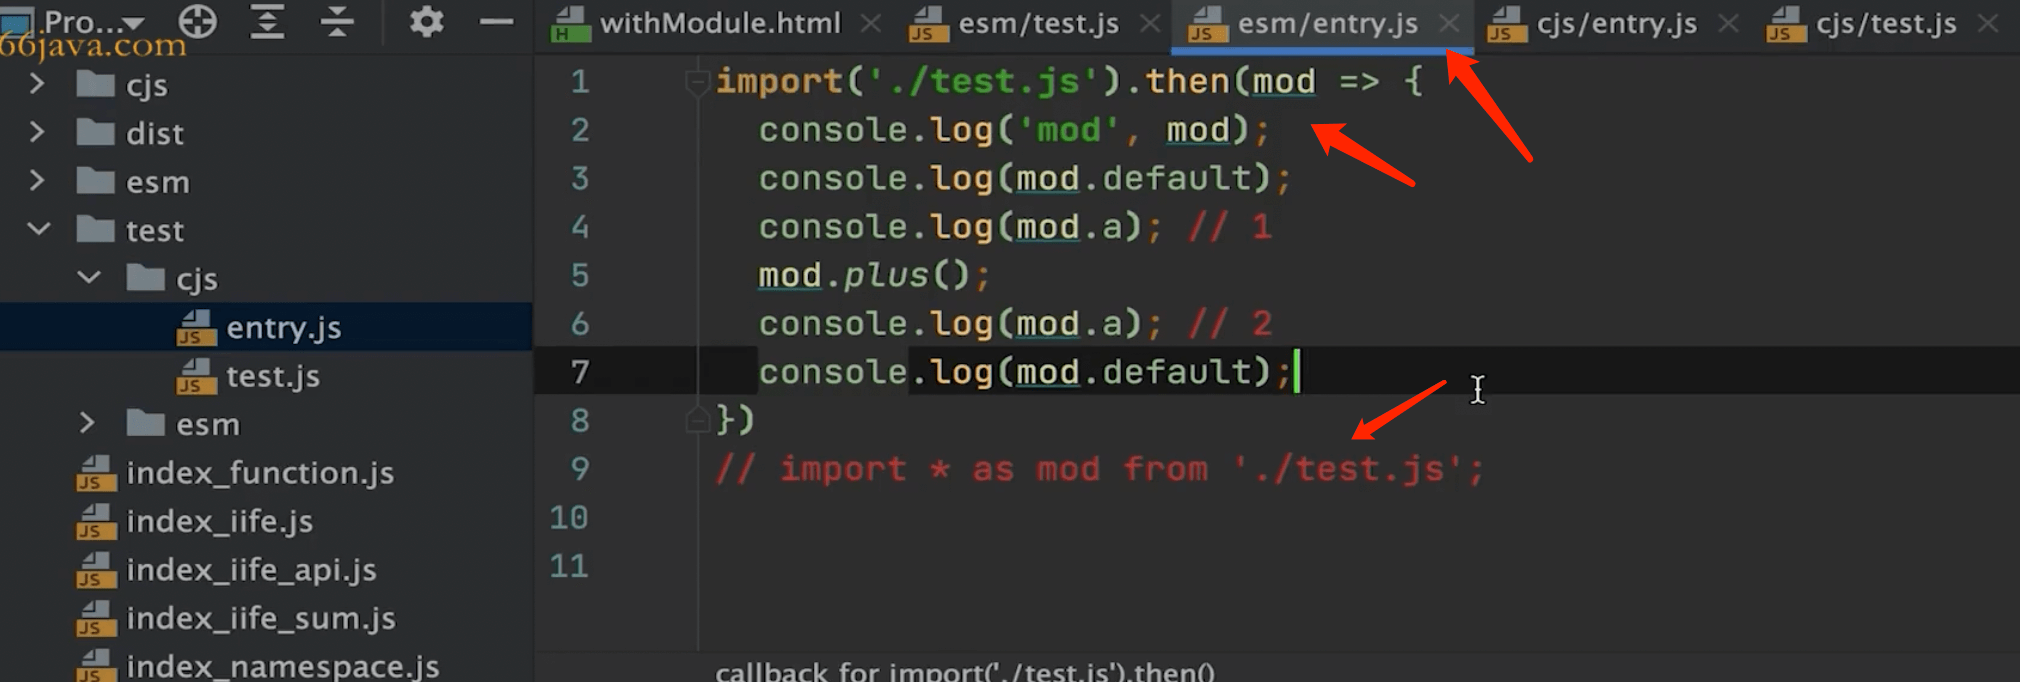 Pro...
withModule.html
esm/test.js
esm/entry.js
cjs/entry.js
cjs/test.js
66java.com
cjs
dist
esm
test
cjs
entry.js
test.js
esm
index_function.js
index_iife.js
index_iife_api.js
index_iife_sum.js
index_namespace.js
1 import('./test.js').then(mod => {
2 console.log('mod', mod);
3 console.log(mod.default);
4 console.log(mod.a); // 1
5 mod.plus();
6 console.log(mod.a); // 2
7 console.log(mod.default);
8 })
9 // import * as mod from './test.js';
10
11
callback for import('./test.js').then()